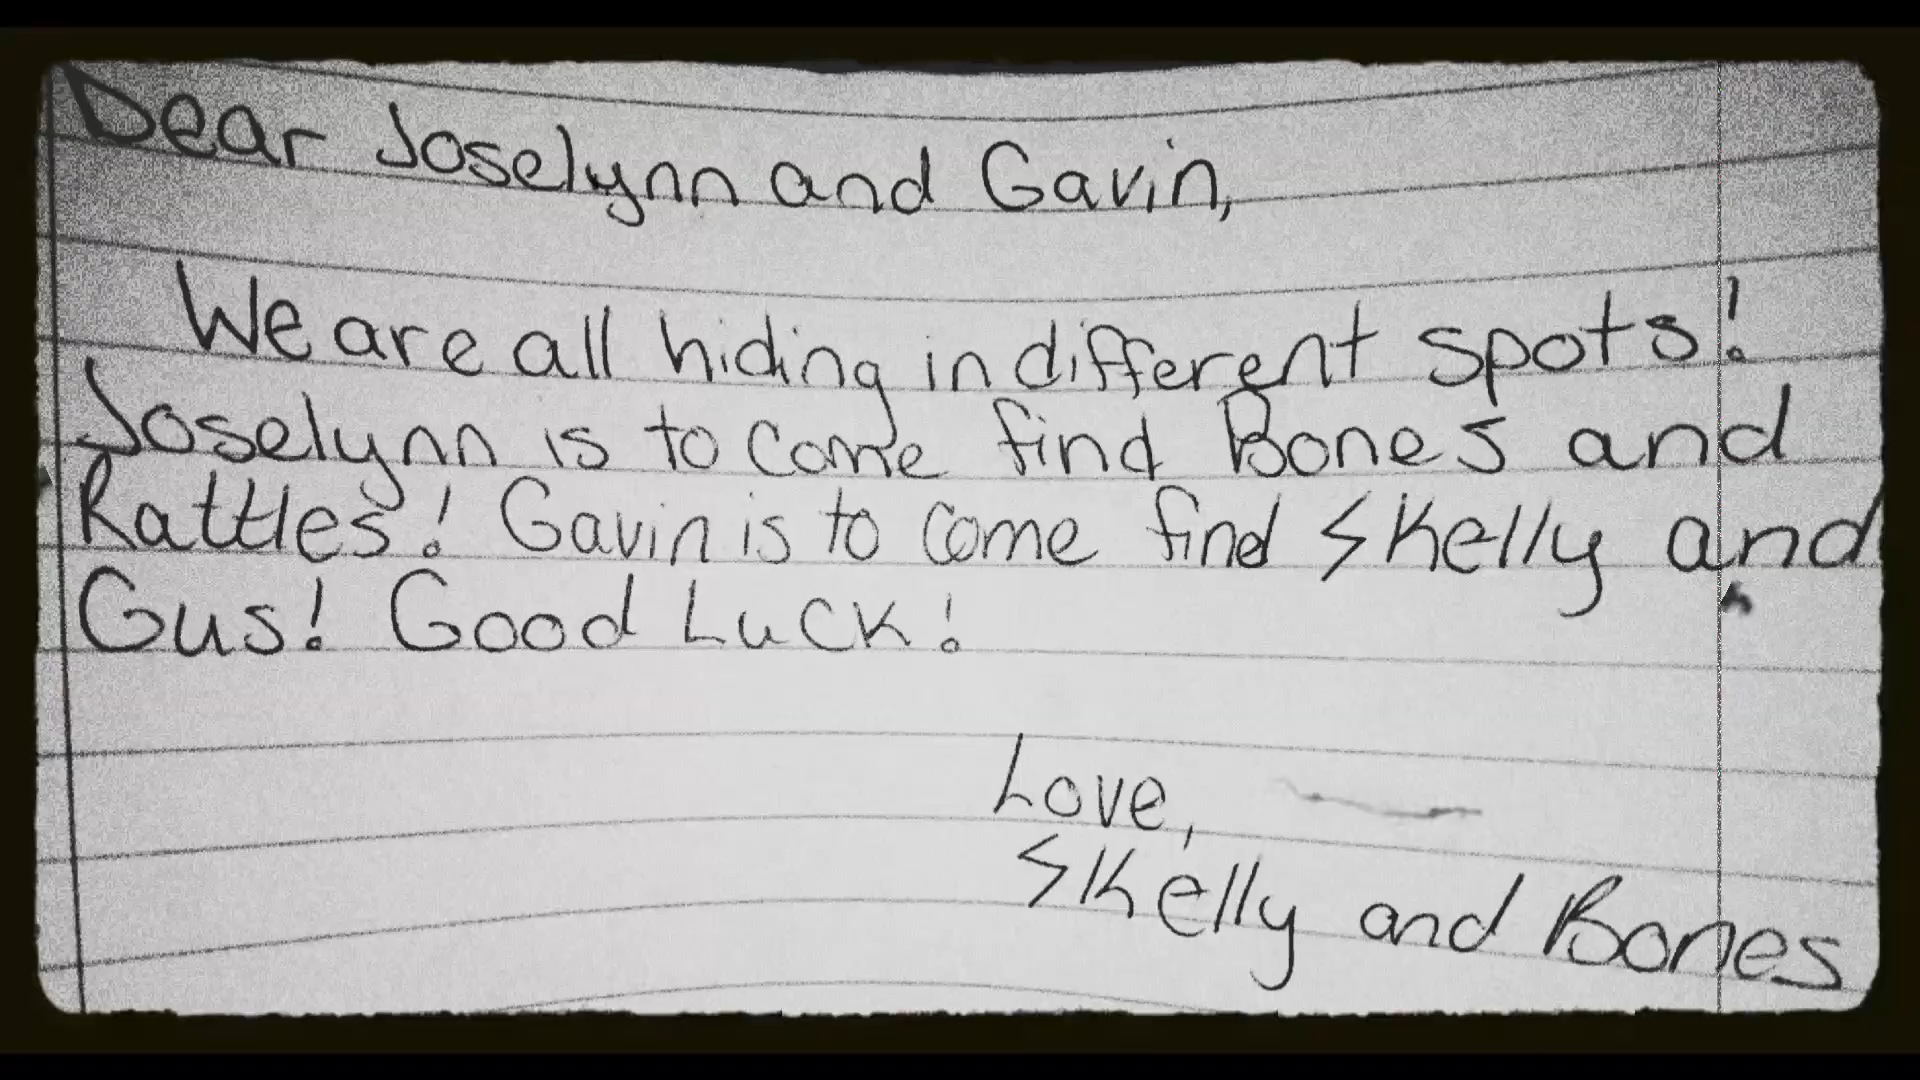 Dear Joselynn and Gavin,
We are all hiding in different spots!
Joselynn is to come find Bones and
Rattles! Gavin is to come find Skelly and
Gus! Good Luck!
Love,
Skelly and Bones